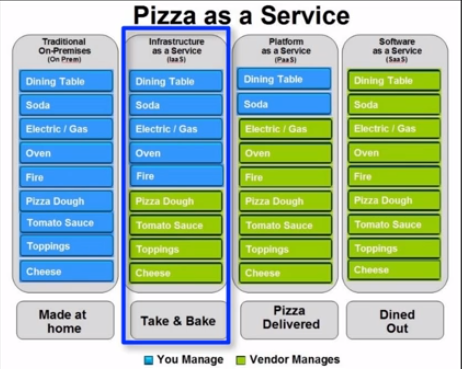 Pizza as a Service
Traditional
On-Premises
(On Prem)
Dining Table
Soda
Electric / Gas
Oven
Fire
Pizza Dough
Tomato Sauce
Toppings
Cheese
Made at
home
Infrastructure
as a Service
(IaaS)
Dining Table
Soda
Electric / Gas
Oven
Fire
Pizza Dough
Tomato Sauce
Toppings
Cheese
Take & Bake
Platform
as a Service
(PaaS)
Dining Table
Soda
Electric / Gas
Oven
Fire
Pizza Dough
Tomato Sauce
Toppings
Cheese
Pizza
Delivered
Software
as a Service
(SaaS)
Dining Table
Soda
Electric / Gas
Oven
Fire
Pizza Dough
Tomato Sauce
Toppings
Cheese
Dined
Out
You Manage
Vendor Manages